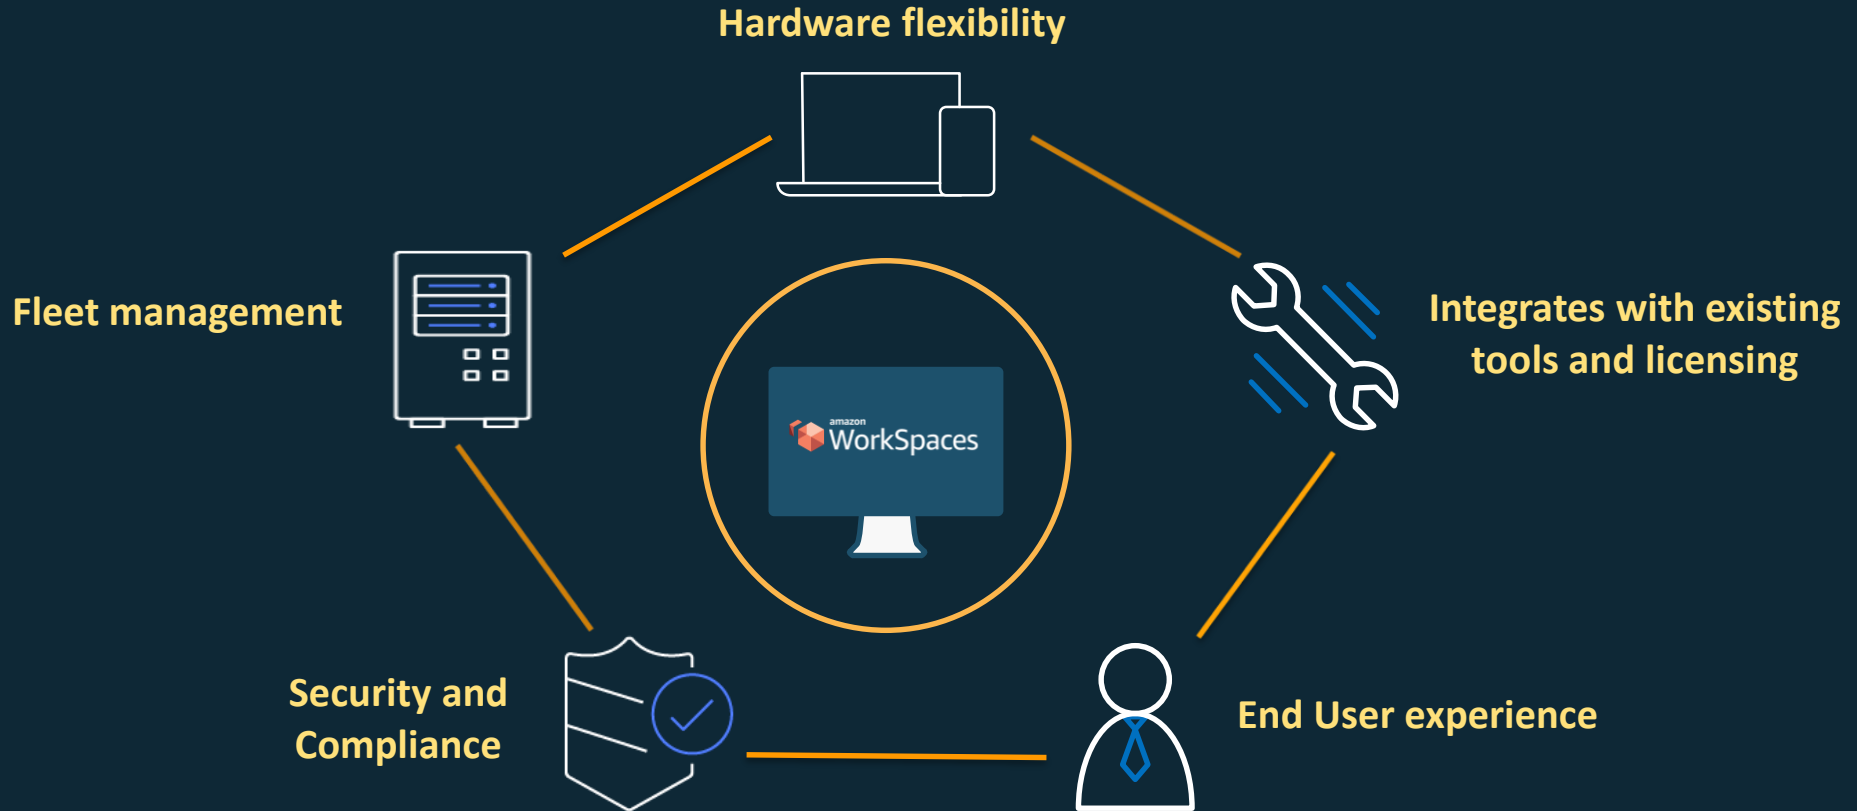 Hardware flexibility
Fleet management
Integrates with existing
tools and licensing
amazon
WorkSpaces
Security and
Compliance
End User experience